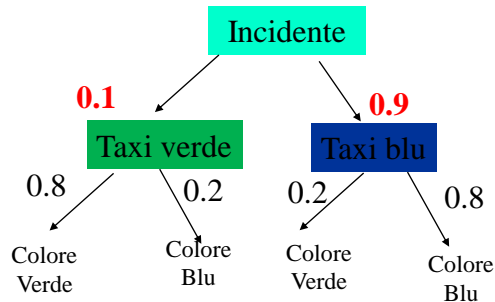 Incidente
0.1
0.9
Taxi verde
Taxi blu
0.8
0.2
0.2
0.8
Colore
Verde
Colore
Blu
Colore
Verde
Colore
Blu